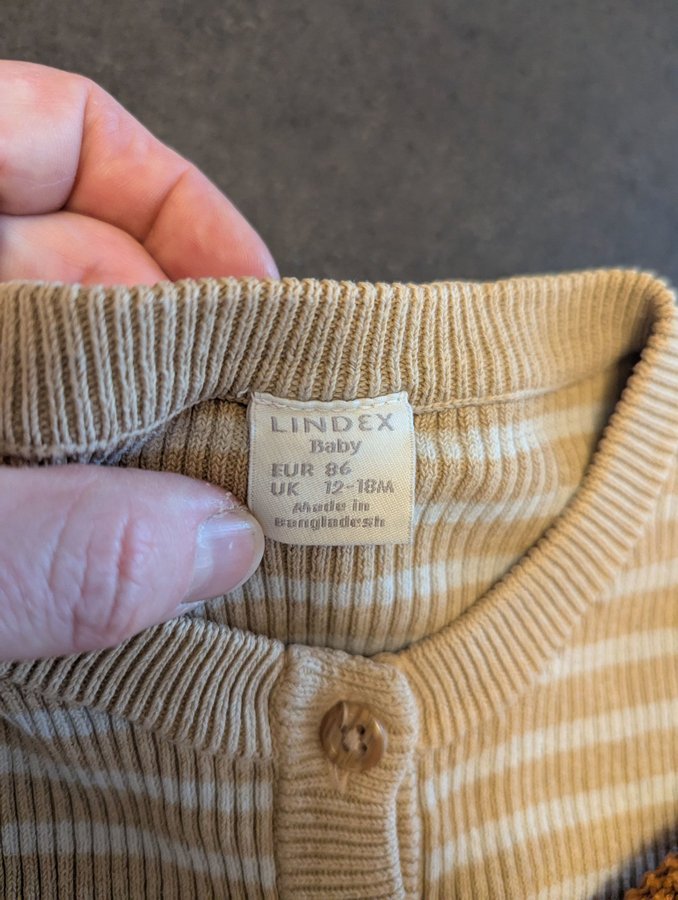 LINDEX
Baby
EUR 86
UK 12-18M
Made in
Bangladesh